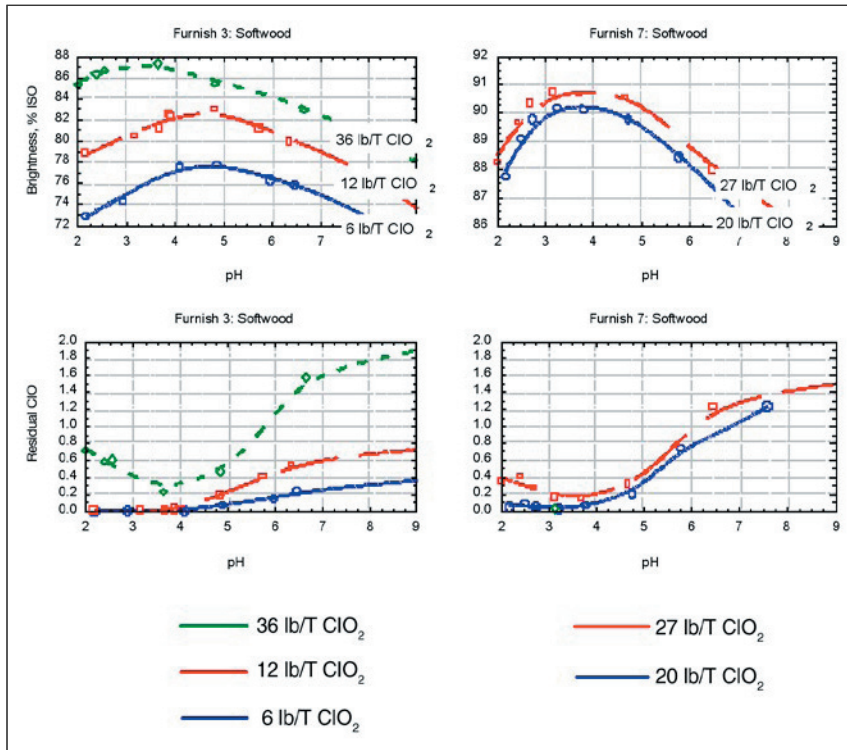 Furnish 3: Softwood
Brightness, % ISO
88
86
84
82
80
78
76
74
72
2 3 4 5 6 7
pH
36 lb/T ClO 2
12 lb/T ClO 2
6 lb/T ClO 2
Furnish 7: Softwood
92
91
90
89
88
87
86
2 3 4 5 6 7 8 9
pH
27 lb/T ClO 2
20 lb/T ClO 2
Furnish 3: Softwood
Residual ClO
2.0
1.8
1.6
1.4
1.2
1.0
0.8
0.6
0.4
0.2
0.0
2 3 4 5 6 7 8 9
pH
Furnish 7: Softwood
2.0
1.8
1.6
1.4
1.2
1.0
0.8
0.6
0.4
0.2
0.0
2 3 4 5 6 7 8 9
pH
36 lb/T ClO₂
12 lb/T ClO₂
6 lb/T ClO₂
27 lb/T ClO₂
20 lb/T ClO₂